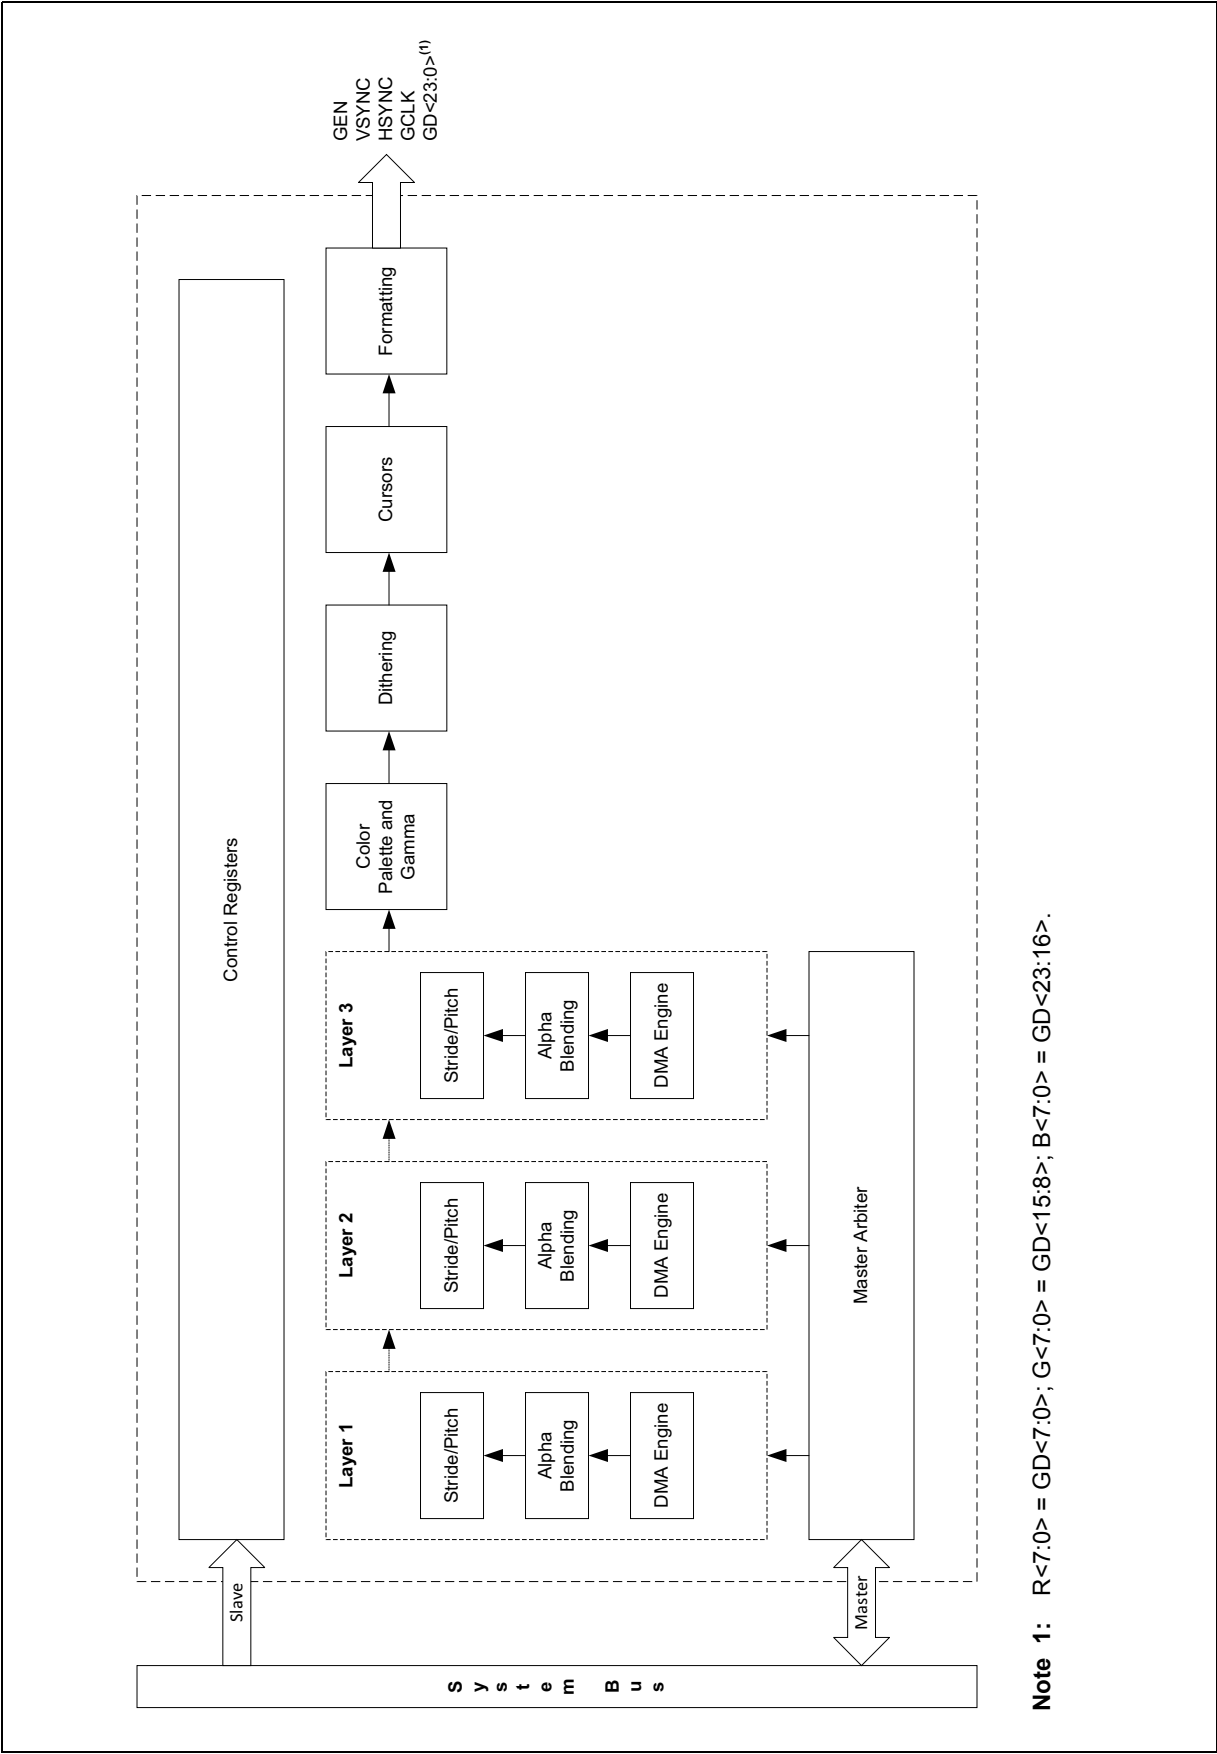 Control Registers
Slave
System Bus
Master
Layer 1
Stride/Pitch
Alpha
Blending
DMA Engine
Layer 2
Stride/Pitch
Alpha
Blending
DMA Engine
Layer 3
Stride/Pitch
Alpha
Blending
DMA Engine
Master Arbiter
Color
Palette and
Gamma
Dithering
Cursors
Formatting
GEN
VSYNC
HSYNC
GCLK
GD<23:0>(1)
Note 1: R<7:0> = GD<7:0>; G<7:0> = GD<15:8>; B<7:0> = GD<23:16>.